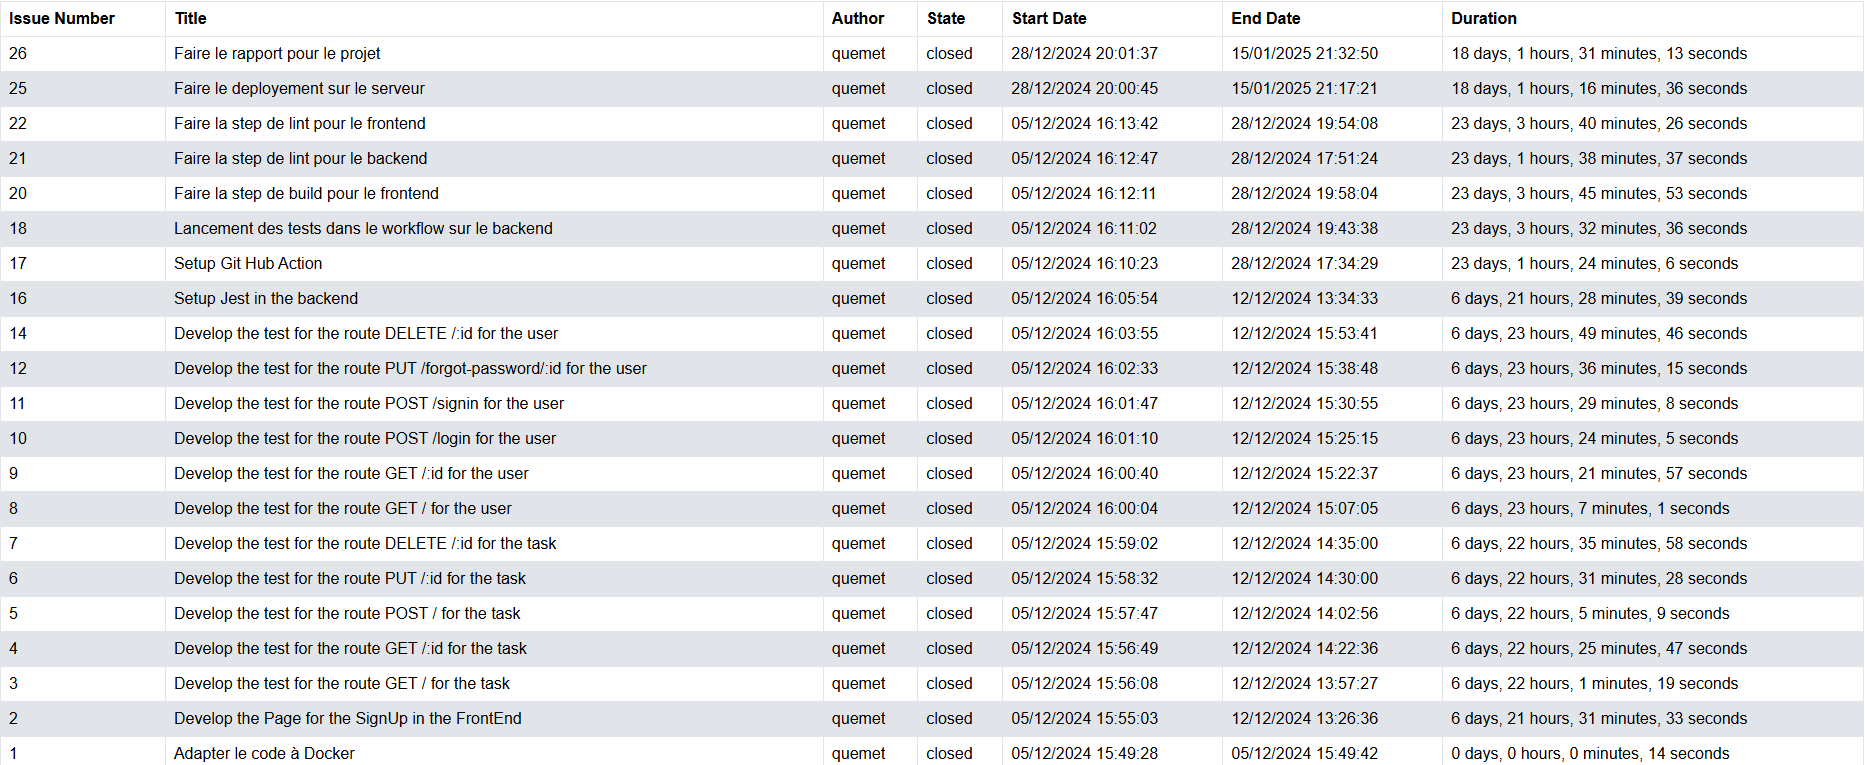 Issue Number Title Author State Start Date End Date Duration
26 Faire le rapport pour le projet quemet closed 28/12/2024 20:01:37 15/01/2025 21:32:50 18 days, 1 hours, 31 minutes, 13 seconds
25 Faire le deployement sur le serveur quemet closed 28/12/2024 20:00:45 15/01/2025 21:17:21 18 days, 1 hours, 16 minutes, 36 seconds
22 Faire la step de lint pour le frontend quemet closed 05/12/2024 16:13:42 28/12/2024 19:54:08 23 days, 3 hours, 40 minutes, 26 seconds
21 Faire la step de lint pour le backend quemet closed 05/12/2024 16:12:47 28/12/2024 17:51:24 23 days, 1 hours, 38 minutes, 37 seconds
20 Faire la step de build pour le frontend quemet closed 05/12/2024 16:12:11 28/12/2024 19:58:04 23 days, 3 hours, 45 minutes, 53 seconds
18 Lancement des tests dans le workflow sur le backend quemet closed 05/12/2024 16:11:02 28/12/2024 19:43:38 23 days, 3 hours, 32 minutes, 36 seconds
17 Setup Git Hub Action quemet closed 05/12/2024 16:10:23 28/12/2024 17:34:29 23 days, 1 hours, 24 minutes, 6 seconds
16 Setup Jest in the backend quemet closed 05/12/2024 16:05:54 12/12/2024 13:34:33 6 days, 21 hours, 28 minutes, 39 seconds
14 Develop the test for the route DELETE /:id for the user quemet closed 05/12/2024 16:03:55 12/12/2024 15:53:41 6 days, 23 hours, 49 minutes, 46 seconds
12 Develop the test for the route PUT /forgot-password/:id for the user quemet closed 05/12/2024 16:02:33 12/12/2024 15:38:48 6 days, 23 hours, 36 minutes, 15 seconds
11 Develop the test for the route POST /signin for the user quemet closed 05/12/2024 16:01:47 12/12/2024 15:30:55 6 days, 23 hours, 29 minutes, 8 seconds
10 Develop the test for the route POST /login for the user quemet closed 05/12/2024 16:01:10 12/12/2024 15:25:15 6 days, 23 hours, 24 minutes, 5 seconds
9 Develop the test for the route GET /:id for the user quemet closed 05/12/2024 16:00:40 12/12/2024 15:22:37 6 days, 23 hours, 21 minutes, 57 seconds
8 Develop the test for the route GET / for the user quemet closed 05/12/2024 16:00:04 12/12/2024 15:07:05 6 days, 23 hours, 7 minutes, 1 seconds
7 Develop the test for the route DELETE /:id for the task quemet closed 05/12/2024 15:59:02 12/12/2024 14:35:00 6 days, 22 hours, 35 minutes, 58 seconds
6 Develop the test for the route PUT /:id for the task quemet closed 05/12/2024 15:58:32 12/12/2024 14:30:00 6 days, 22 hours, 31 minutes, 28 seconds
5 Develop the test for the route POST / for the task quemet closed 05/12/2024 15:57:47 12/12/2024 14:02:56 6 days, 22 hours, 5 minutes, 9 seconds
4 Develop the test for the route GET /:id for the task quemet closed 05/12/2024 15:56:49 12/12/2024 14:22:36 6 days, 22 hours, 25 minutes, 47 seconds
3 Develop the test for the route GET / for the task quemet closed 05/12/2024 15:56:08 12/12/2024 13:57:27 6 days, 22 hours, 1 minutes, 19 seconds
2 Develop the Page for the SignUp in the FrontEnd quemet closed 05/12/2024 15:55:03 12/12/2024 13:26:36 6 days, 21 hours, 31 minutes, 33 seconds
1 Adapter le code à Docker quemet closed 05/12/2024 15:49:28 05/12/2024 15:49:42 0 days, 0 hours, 0 minutes, 14 seconds